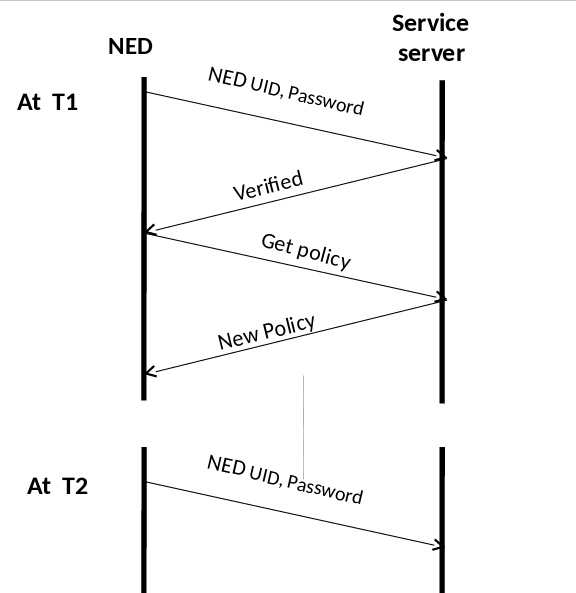 Service
server
NED
At T1
NED UID, Password
Verified
Get policy
New Policy
At T2
NED UID, Password